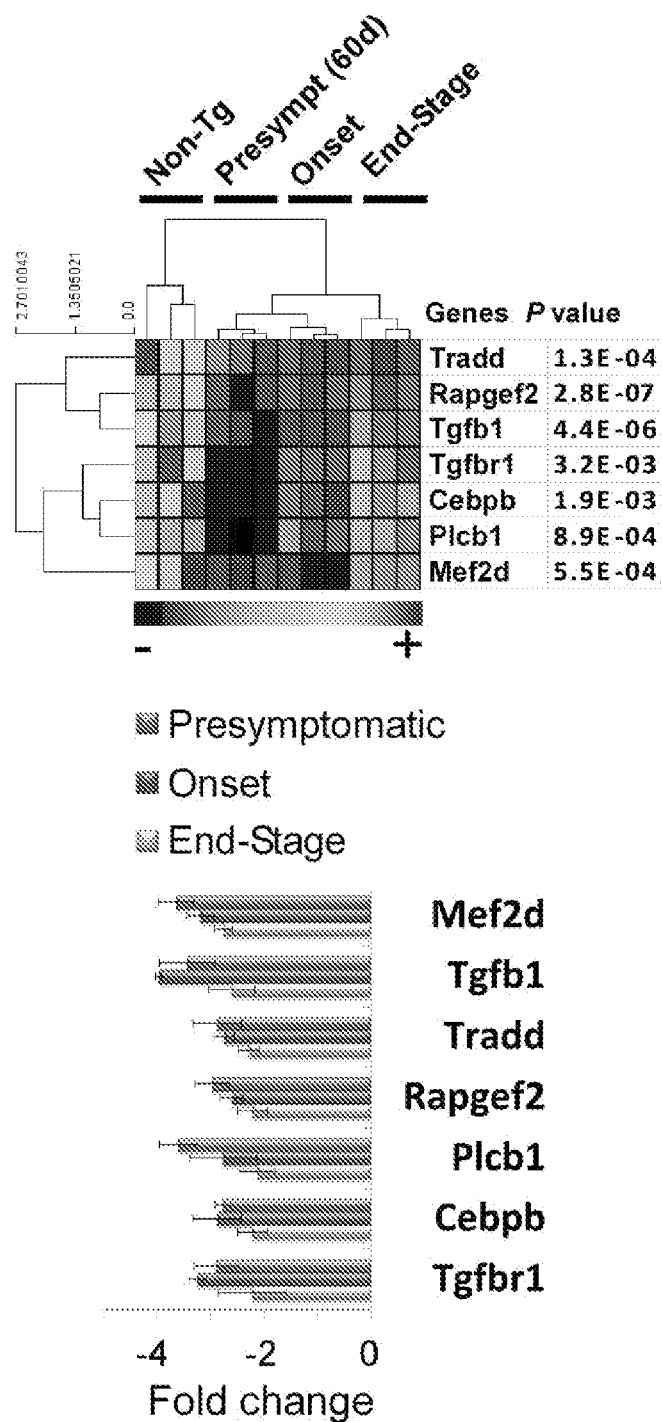 Non-Tg
Presympt (60d)
Onset
End-Stage
2.7010043
1.3505021
0.0
Genes P value
Tradd 1.3E-04
Rapgef2 2.8E-07
Tgfb1 4.4E-06
Tgfbr1 3.2E-03
Cebpb 1.9E-03
Plcb1 8.9E-04
Mef2d 5.5E-04
- +
Presymptomatic
Onset
End-Stage
Mef2d
Tgfb1
Tradd
Rapgef2
Plcb1
Cebpb
Tgfbr1
-4 -2 0
Fold change